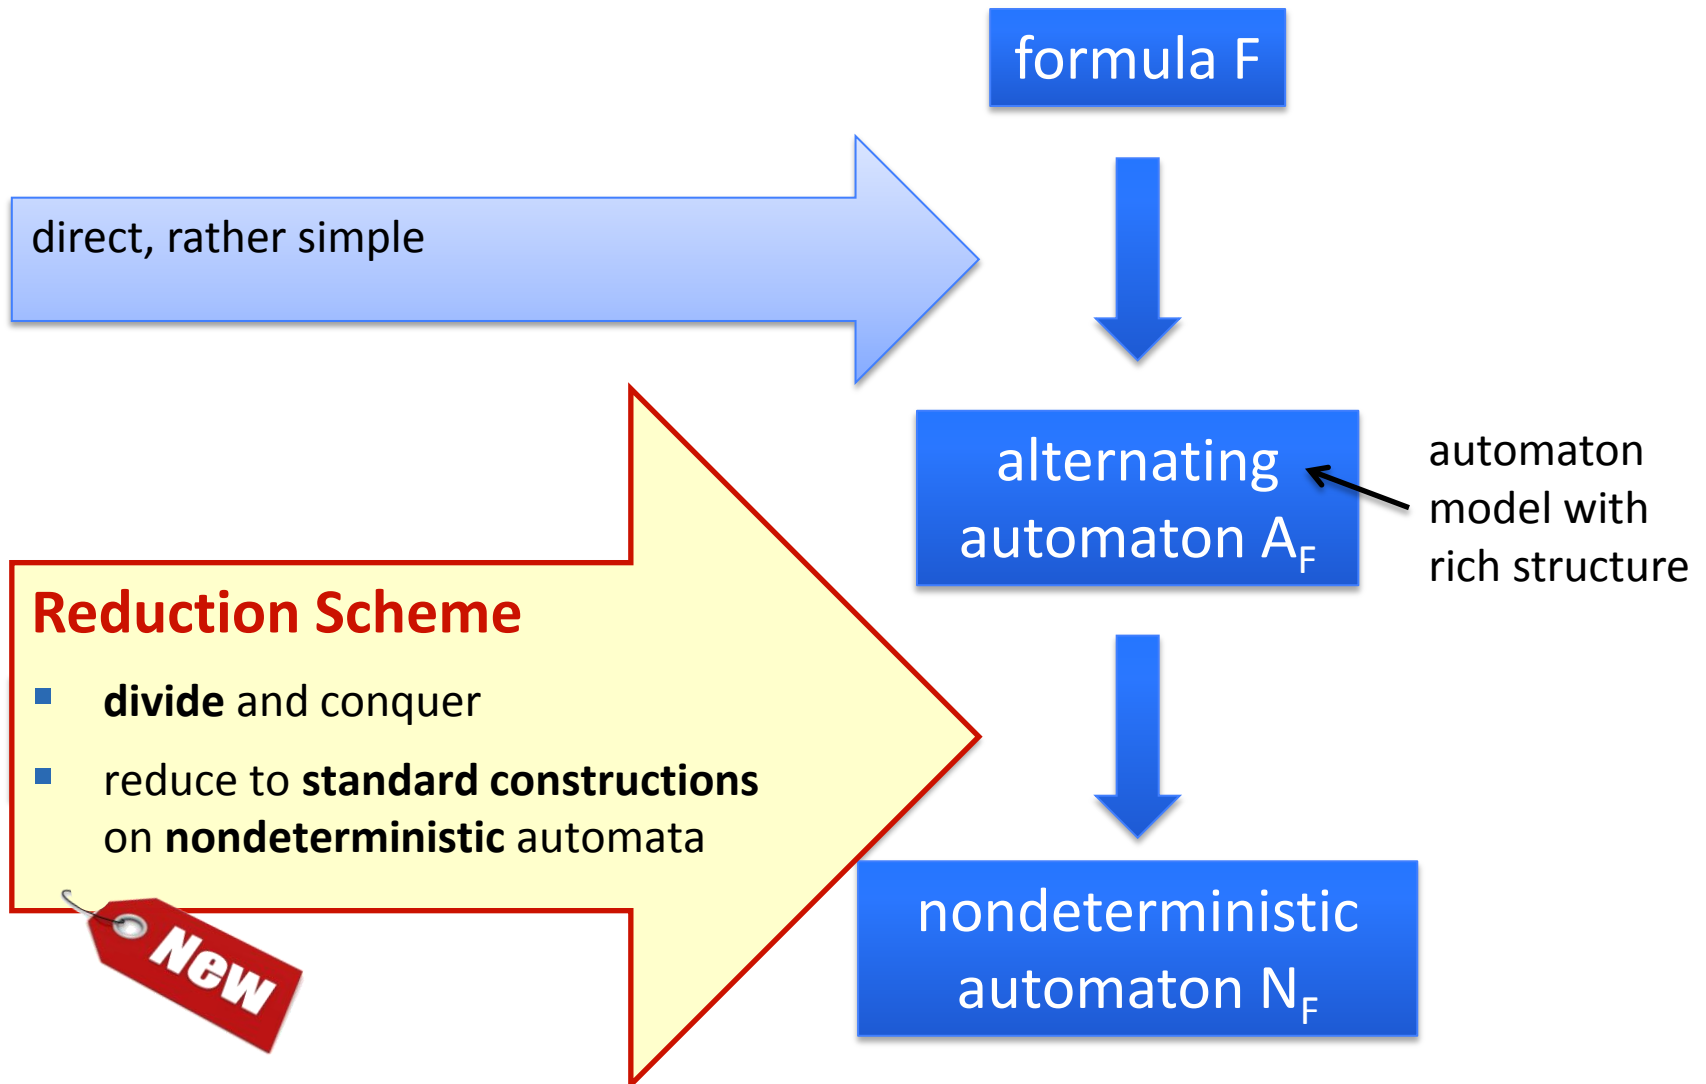 formula F
direct, rather simple
alternating
automaton A_F
automaton
model with
rich structure
Reduction Scheme
▪ divide and conquer
▪ reduce to standard constructions
on nondeterministic automata
New
nondeterministic
automaton N_F